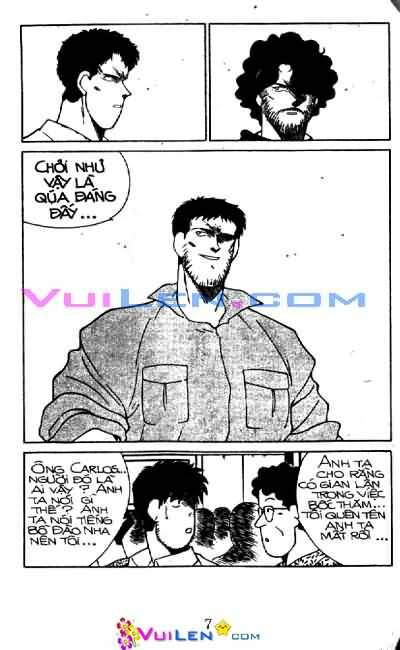 CHƠI NHƯ
VẬY LÀ
QÚA ĐÁNG
ĐẤY...
VUILEN.COM
ÔNG CARLOS...
NGƯỜI ĐÓ LÀ
AI VẬY? ANH
TA NÓI GÌ
THẾ? ANH
TA NÓI TIẾNG
BỒ ĐÀO NHA
NÊN TÔI...
ANH TA
CHO RẰNG
CÓ GIAN LẬN
TRONG VIỆC
BỐC THĂM...
TÔI QUÊN TÊN
ANH TA
MẤT RỒI...
7
VUILEN COM